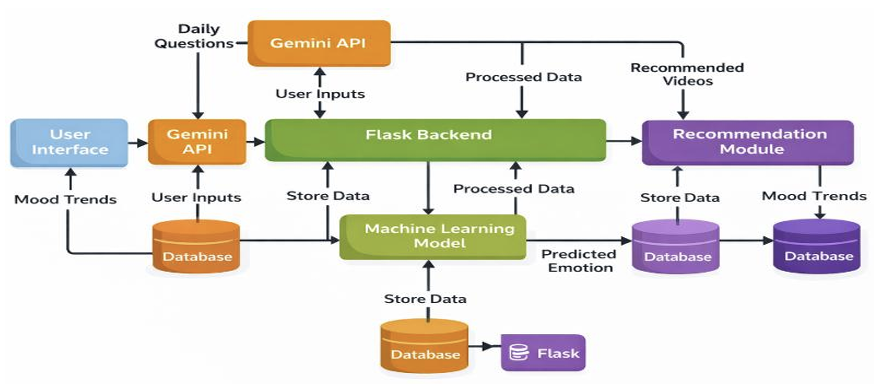 Daily
Questions
Gemini API
User Inputs
Processed Data
Recommended
Videos
User
Interface
Gemini
API
Flask Backend
Recommendation
Module
Mood Trends
User Inputs
Store Data
Processed Data
Store Data
Mood Trends
Machine Learning
Model
Database
Predicted
Emotion
Database
Database
Store Data
Database
Flask